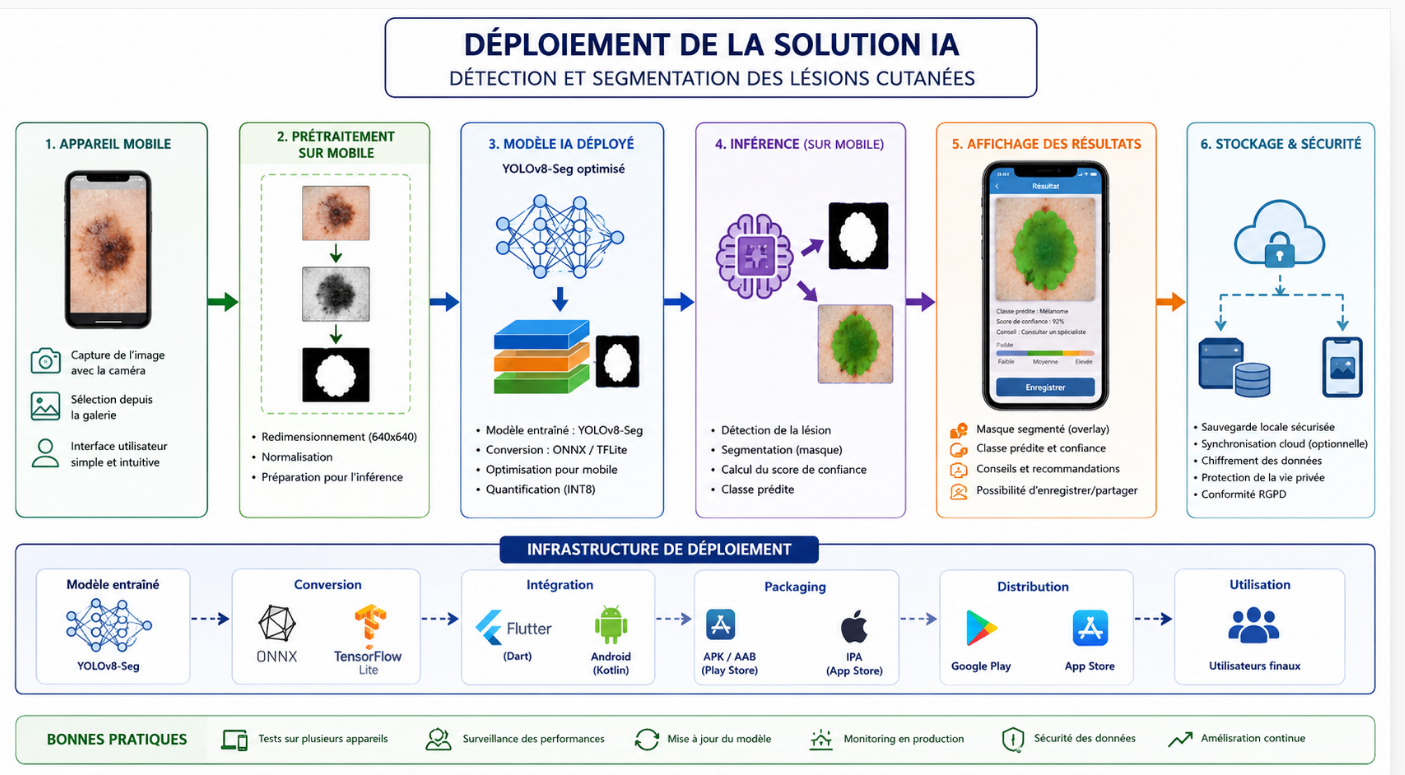 DÉPLOIEMENT DE LA SOLUTION IA
DÉTECTION ET SEGMENTATION DES LÉSIONS CUTANÉES
1. APPAREIL MOBILE
Capture de l'image
avec la caméra
Sélection depuis
la galerie
Interface utilisateur
simple et intuitive
2. PRÉTRAITEMENT
SUR MOBILE
• Redimensionnement (640x640)
• Normalisation
• Préparation pour l'inférence
3. MODÈLE IA DÉPLOYÉ
YOLOv8-Seg optimisé
• Modèle entraîné : YOLOv8-Seg
• Conversion : ONNX / TFLite
• Optimisation pour mobile
• Quantification (INT8)
4. INFÉRENCE (SUR MOBILE)
• Détection de la lésion
• Segmentation (masque)
• Calcul du score de confiance
• Classe prédite
5. AFFICHAGE DES RÉSULTATS
Résultat
Classe prédite : Mélanome
Score de confiance : 92%
Conseil : Consulter un spécialiste
Faible Moyenne Elevée
Enregistrer
Masque segmenté (overlay)
Classe prédite et confiance
Conseils et recommandations
Possibilité d'enregistrer/partager
6. STOCKAGE & SÉCURITÉ
• Sauvegarde locale sécurisée
• Synchronisation cloud (optionnelle)
• Chiffrement des données
• Protection de la vie privée
• Conformité RGPD
INFRASTRUCTURE DE DÉPLOIEMENT
Modèle entraîné
YOLOv8-Seg
Conversion
ONNX
TensorFlow
Lite
Intégration
Flutter
(Dart)
Android
(Kotlin)
Packaging
APK / AAB
(Play Store)
IPA
(App Store)
Distribution
Google Play
App Store
Utilisation
Utilisateurs finaux
BONNES PRATIQUES
Tests sur plusieurs appareils
Surveillance des performances
Mise à jour du modèle
Monitoring en production
Sécurité des données
Amélisration continue